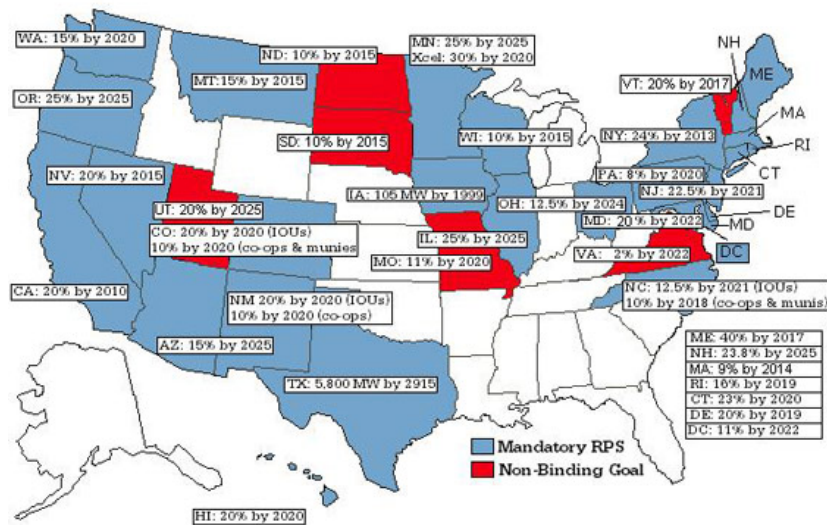 WA: 15% by 2020
ND: 10% by 2015
MN: 25% by 2025
Xcel: 30% by 2020
NH
MT:15% by 2015
VT: 20% by 2017
ME
OR: 25% by 2025
MA
SD: 10% by 2015
WI: 10% by 2015
NY: 24% by 2013
RI
NV: 20% by 2015
PA: 8% by 2020
CT
IA: 105 MW by 1999
OH: 12.5% by 2024
NJ: 22.5% by 2021
UT: 20% by 2025
MD: 20% by 2022
DE
MD
CO: 20% by 2020 (IOUs)
10% by 2020 (co-ops & munies
IL: 25% by 2025
MO: 11% by 2020
VA: 2% by 2022
DC
CA: 20% by 2010
NM 20% by 2020 (IOUs)
10% by 2020 (co-ops)
NC: 12.5% by 2021 (IOUs)
10% by 2018 (co-ops & munis)
AZ: 15% by 2025
TX: 5,800 MW by 2915
ME: 40% by 2017
NH: 23.8% by 2025
MA: 9% by 2014
RI: 16% by 2019
CT: 23% by 2020
DE: 20% by 2019
DC: 11% by 2022
Mandatory RPS
Non-Binding Goal
HI: 20% by 2020